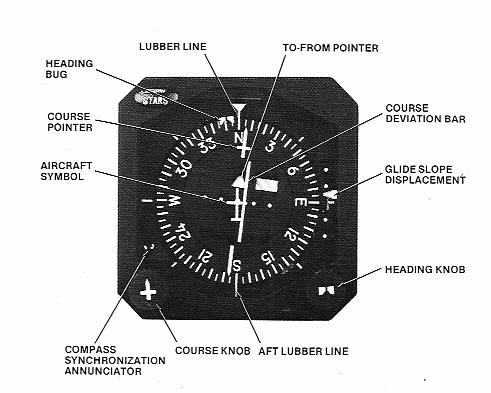 LUBBER LINE
TO-FROM POINTER
HEADING
BUG
COURSE
POINTER
COURSE
DEVIATION BAR
AIRCRAFT
SYMBOL
GLIDE SLOPE
DISPLACEMENT
N
3
6
E
12
15
S
21
24
W
30
33
HEADING KNOB
COMPASS
SYNCHRONIZATION
ANNUNCIATOR
COURSE KNOB
AFT LUBBER LINE